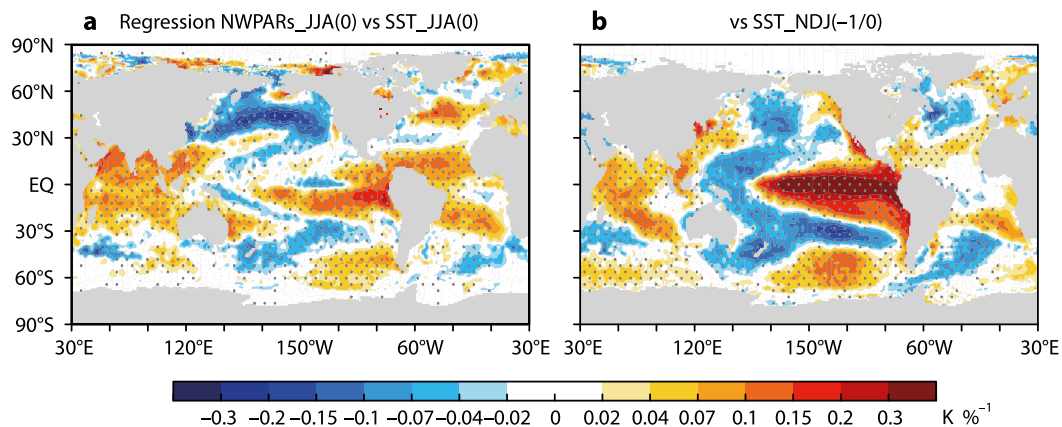 a Regression NWPARs_JJA(0) vs SST_JJA(0)
b vs SST_NDJ(−1/0)
90°N
60°N
30°N
EQ
30°S
60°S
90°S
30°E 120°E 150°W 60°W 30°E
30°E 120°E 150°W 60°W 30°E
−0.3 −0.2 −0.15 −0.1 −0.07 −0.04 −0.02 0 0.02 0.04 0.07 0.1 0.15 0.2 0.3 K %⁻¹